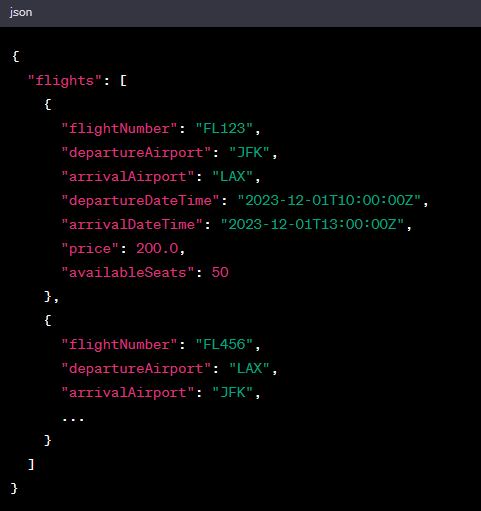 json
{
  "flights": [
    {
      "flightNumber": "FL123",
      "departureAirport": "JFK",
      "arrivalAirport": "LAX",
      "departureDateTime": "2023-12-01T10:00:00Z",
      "arrivalDateTime": "2023-12-01T13:00:00Z",
      "price": 200.0,
      "availableSeats": 50
    },
    {
      "flightNumber": "FL456",
      "departureAirport": "LAX",
      "arrivalAirport": "JFK",
      ...
    }
  ]
}